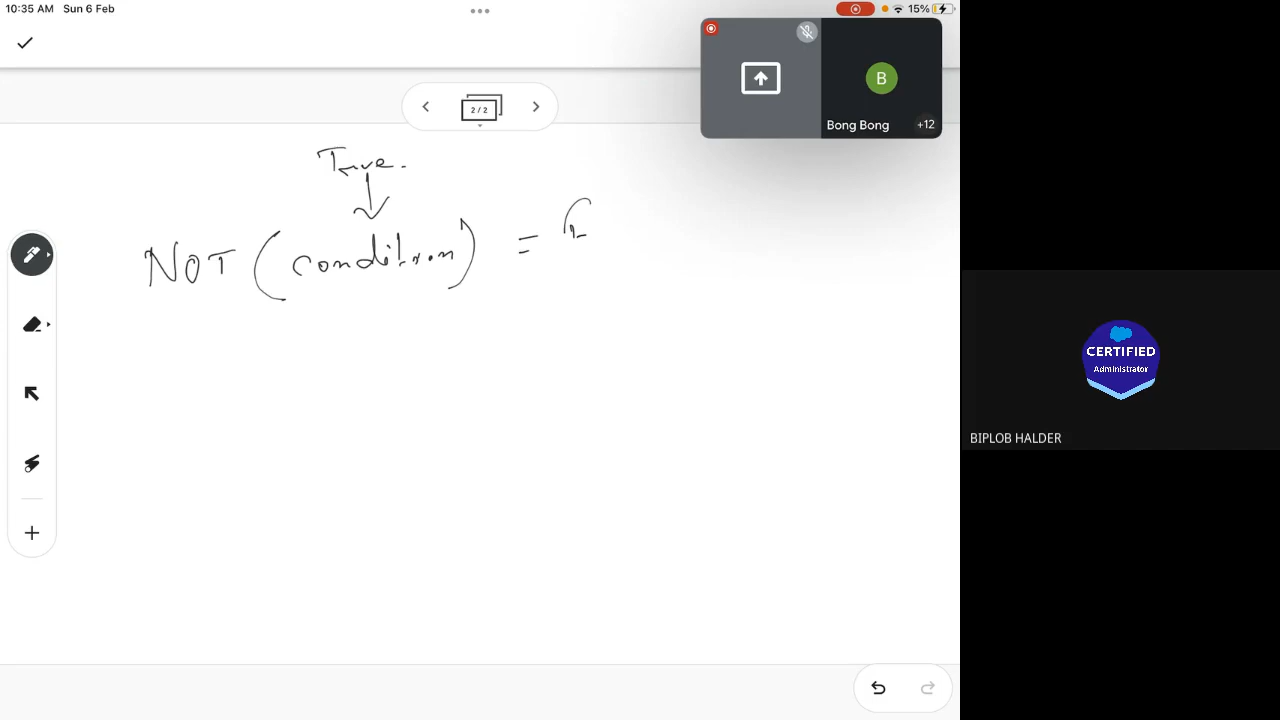 10:35 AM Sun 6 Feb
15%
B
Bong Bong +12
2 / 2
True.
NOT (condition) =
CERTIFIED
Administrator
BIPLOB HALDER